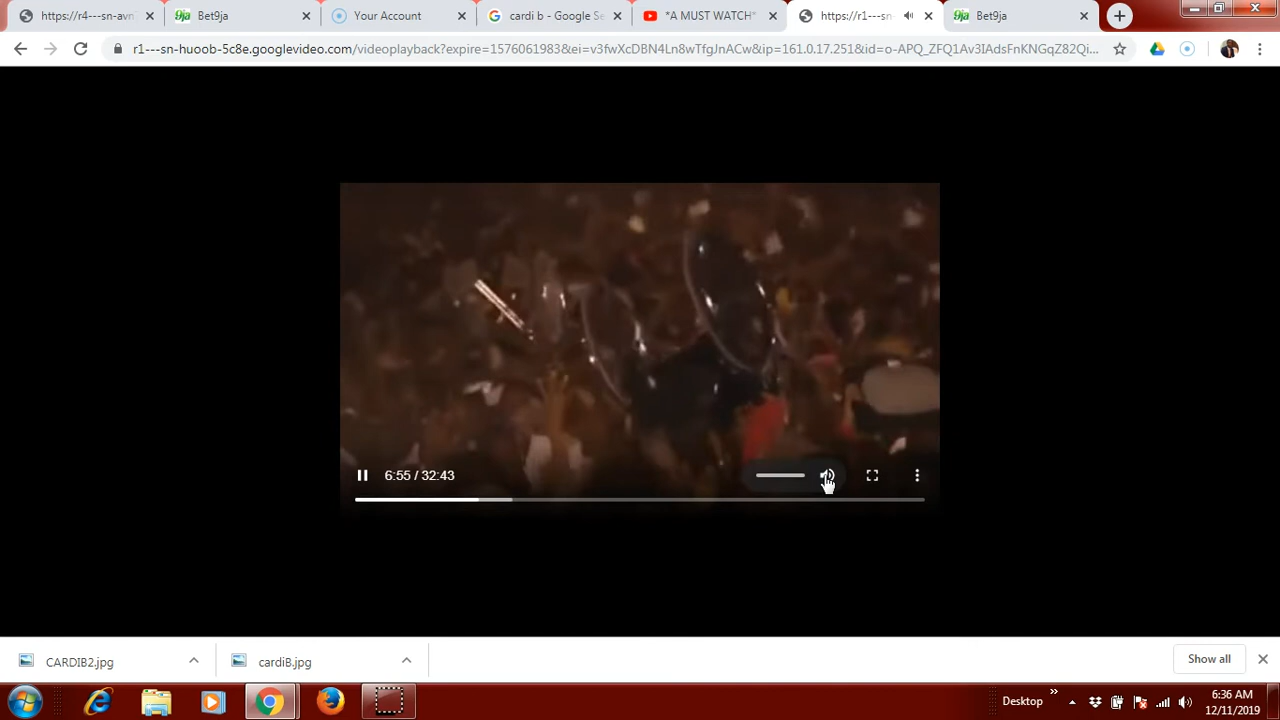 https://r4---sn-avn
9ja Bet9ja
Your Account
cardi b - Google Se
*A MUST WATCH*
https://r1---sn-
9ja Bet9ja
r1---sn-huoob-5c8e.googlevideo.com/videoplayback?expire=1576061983&ei=v3fwXcDBN4Ln8wTfgJnACw&ip=161.0.17.251&id=o-APQ_ZFQ1Av3IAdsFnKNGqZ82Qi...
6:55 / 32:43
CARDIB2.jpg
cardiB.jpg
Show all
Desktop
6:36 AM
12/11/2019